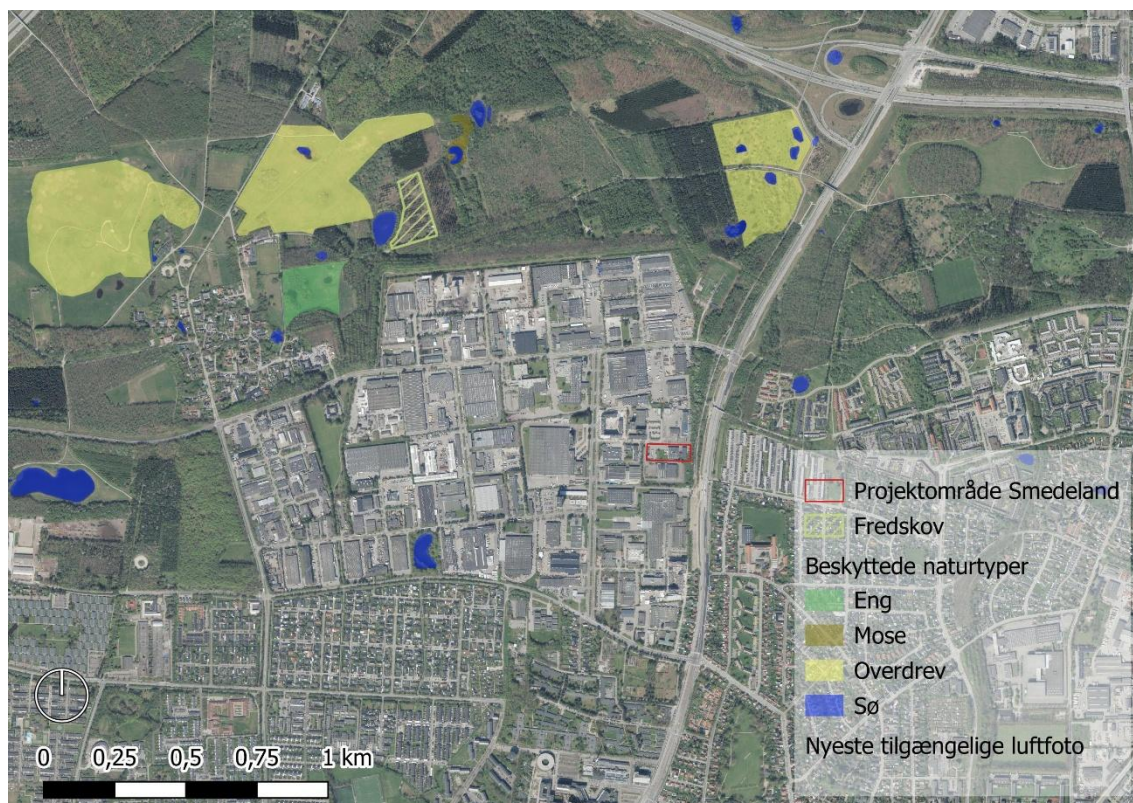 Projektområde Smedeland
Fredskov
Beskyttede naturtyper
Eng
Mose
Overdrev
Sø
Nyeste tilgængelige luftfoto
0 0,25 0,5 0,75 1 km